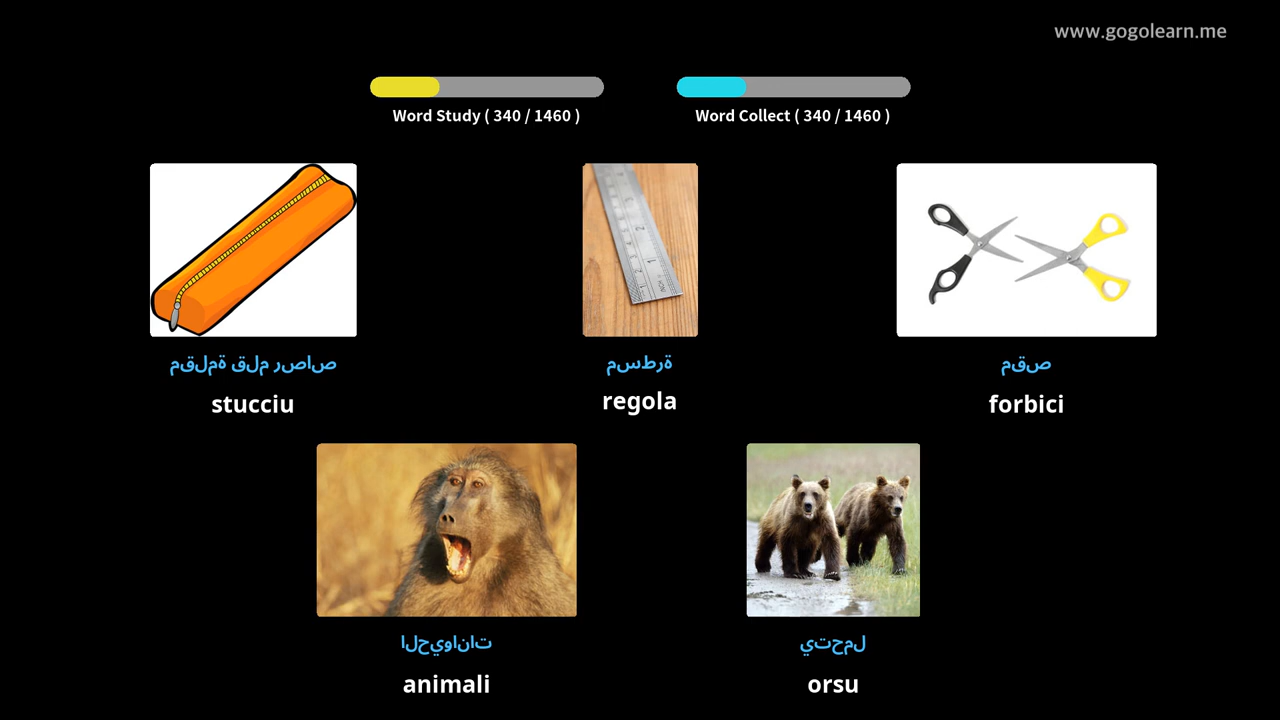 www.gogolearn.me
Word Study ( 340 / 1460 )
Word Collect ( 340 / 1460 )
مقلمة قلم رصاص
stucciu
مسطرة
regola
مقص
forbici
الحيوانات
animali
يتحمل
orsu